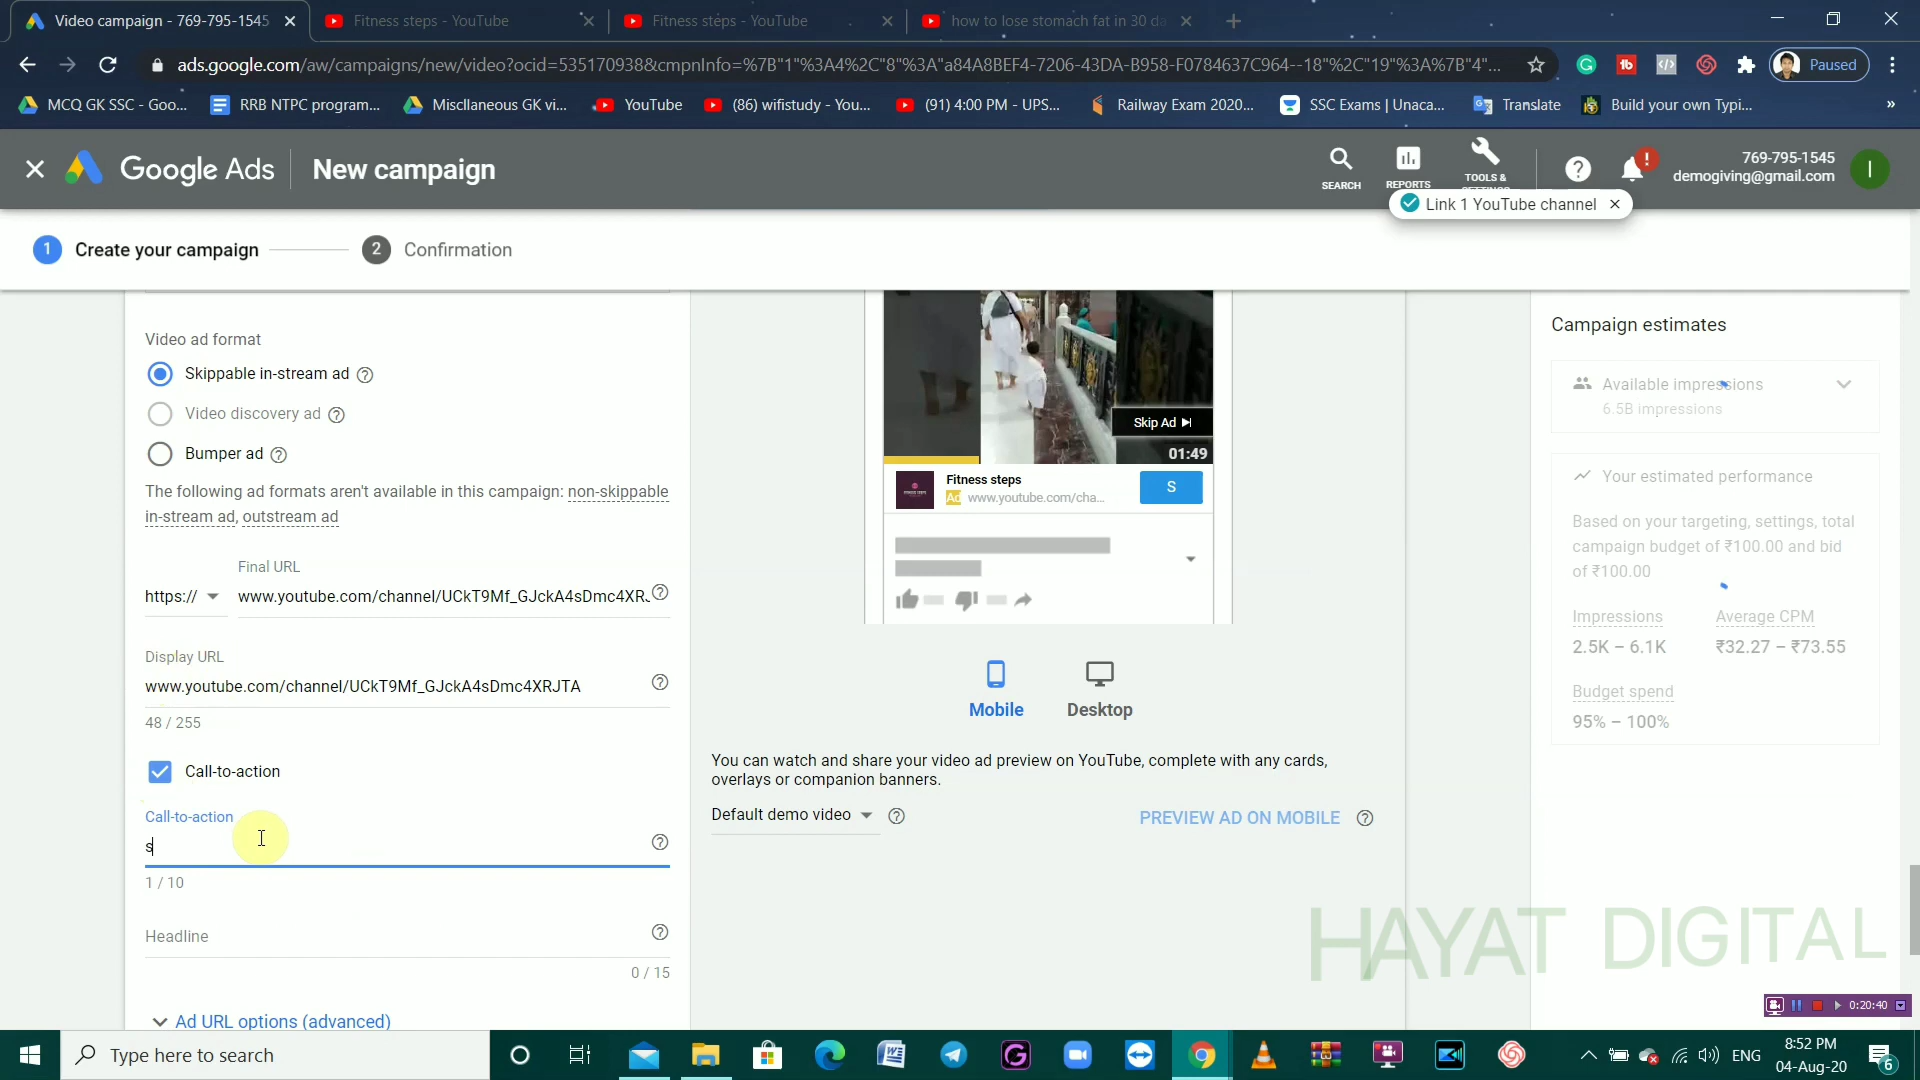 Video campaign - 769-795-1545
Fitness steps - YouTube
Fitness steps - YouTube
how to lose stomach fat in 30 da
ads.google.com/aw/campaigns/new/video?ocid=535170938&cmpnInfo=%7B"1"%3A4%2C"8"%3A"a84A8BEF4-7206-43DA-B958-F0784637C964--18"%2C"19"%3A%7B"4"...
Paused
MCQ GK SSC - Goo...
RRB NTPC program...
Miscllaneous GK vi...
YouTube
(86) wifistudy - You...
(91) 4:00 PM - UPS...
Railway Exam 2020...
SSC Exams | Unaca...
Translate
Build your own Typi...
»
Google Ads
New campaign
SEARCH
REPORTS
TOOLS &
769-795-1545
demogiving@gmail.com
I
Link 1 YouTube channel
1 Create your campaign
2 Confirmation
Video ad format
Skippable in-stream ad
Video discovery ad
Bumper ad
The following ad formats aren't available in this campaign: non-skippable
in-stream ad, outstream ad
Final URL
https:// www.youtube.com/channel/UCkT9Mf_GJckA4sDmc4XR
Display URL
www.youtube.com/channel/UCkT9Mf_GJckA4sDmc4XRJTA
48 / 255
Call-to-action
Call-to-action
s
1 / 10
Headline
0 / 15
Ad URL options (advanced)
Skip Ad
01:49
Fitness steps
Ad www.youtube.com/cha...
S
Mobile
Desktop
You can watch and share your video ad preview on YouTube, complete with any cards,
overlays or companion banners.
Default demo video
PREVIEW AD ON MOBILE
Campaign estimates
Available impressions
6.5B impressions
Your estimated performance
Based on your targeting, settings, total
campaign budget of ₹100.00 and bid
of ₹100.00
Impressions
2.5K – 6.1K
Average CPM
₹32.27 – ₹73.55
Budget spend
95% – 100%
HAYAT DIGITAL
0:20:40
Type here to search
ENG
8:52 PM
04-Aug-20
6